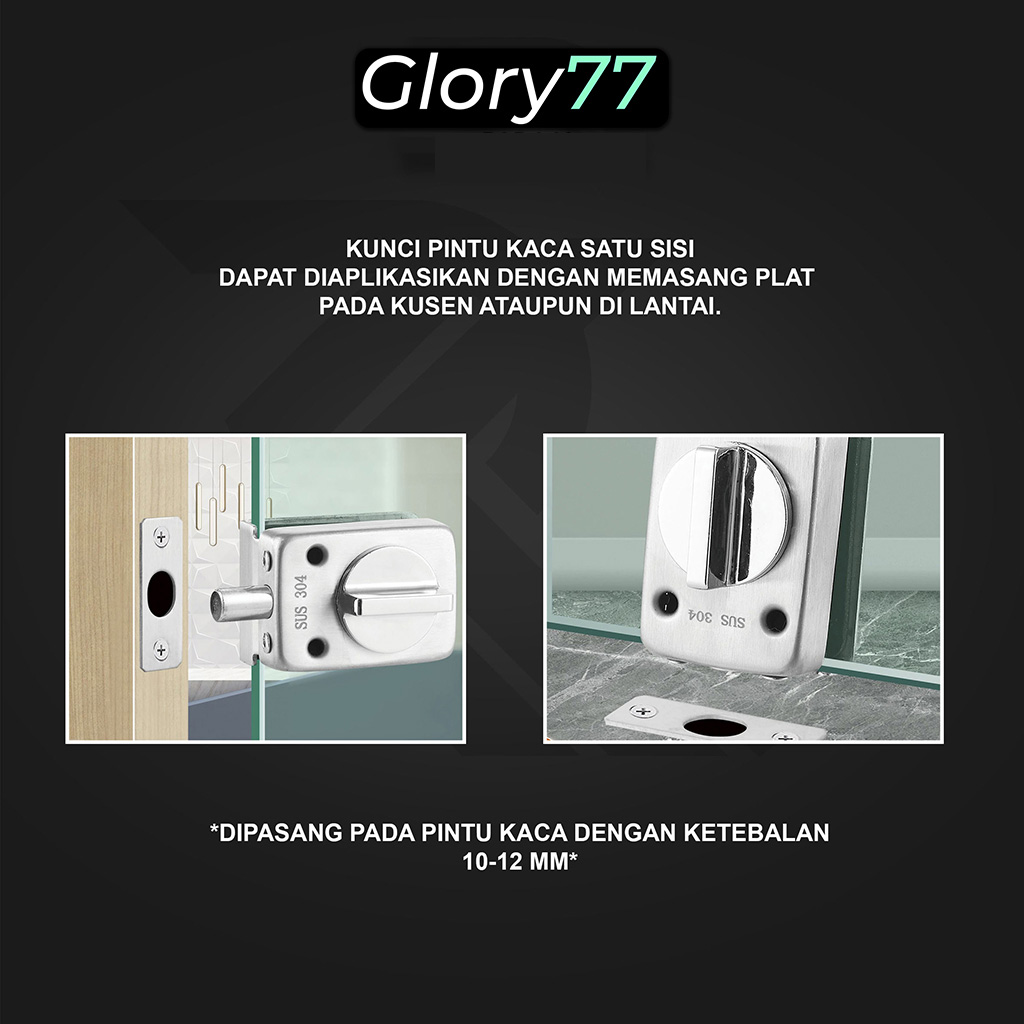 Glory77
KUNCI PINTU KACA SATU SISI
DAPAT DIAPLIKASIKAN DENGAN MEMASANG PLAT
PADA KUSEN ATAUPUN DI LANTAI.
SUS 304
SUS 304
*DIPASANG PADA PINTU KACA DENGAN KETEBALAN
10-12 MM*